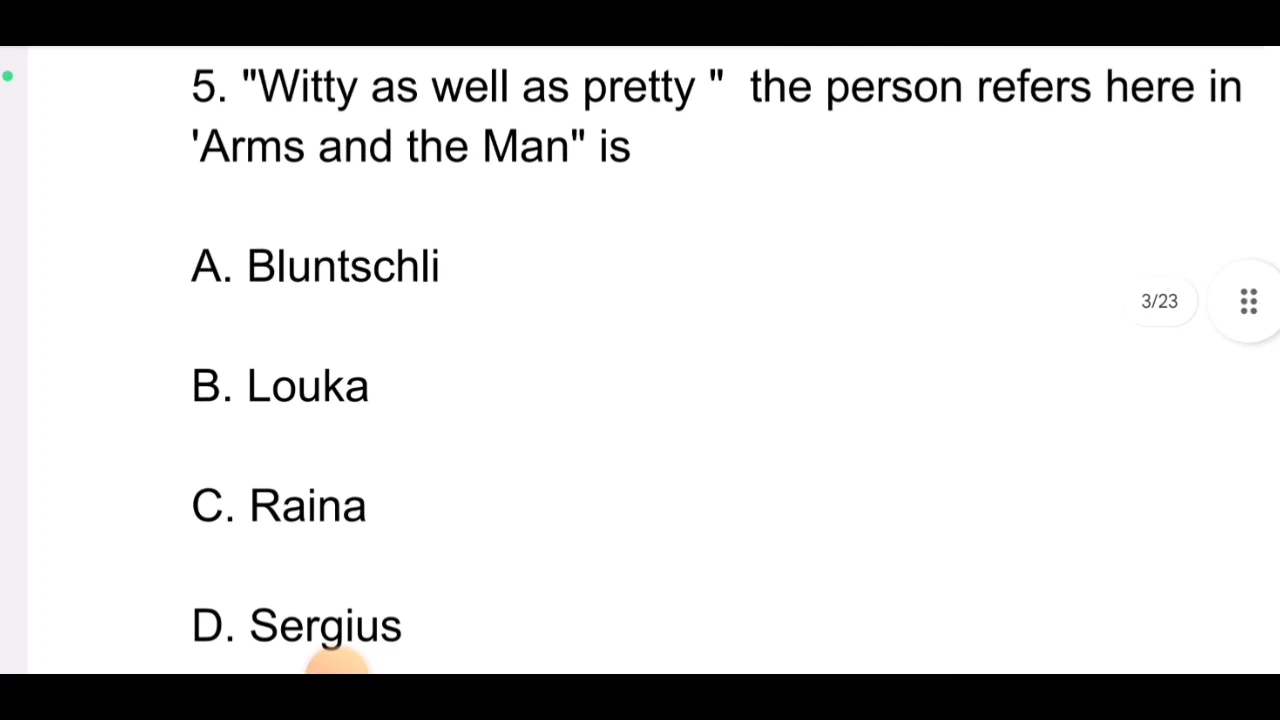 5. "Witty as well as pretty "  the person refers here in
'Arms and the Man" is
A. Bluntschli
3/23
B. Louka
C. Raina
D. Sergius